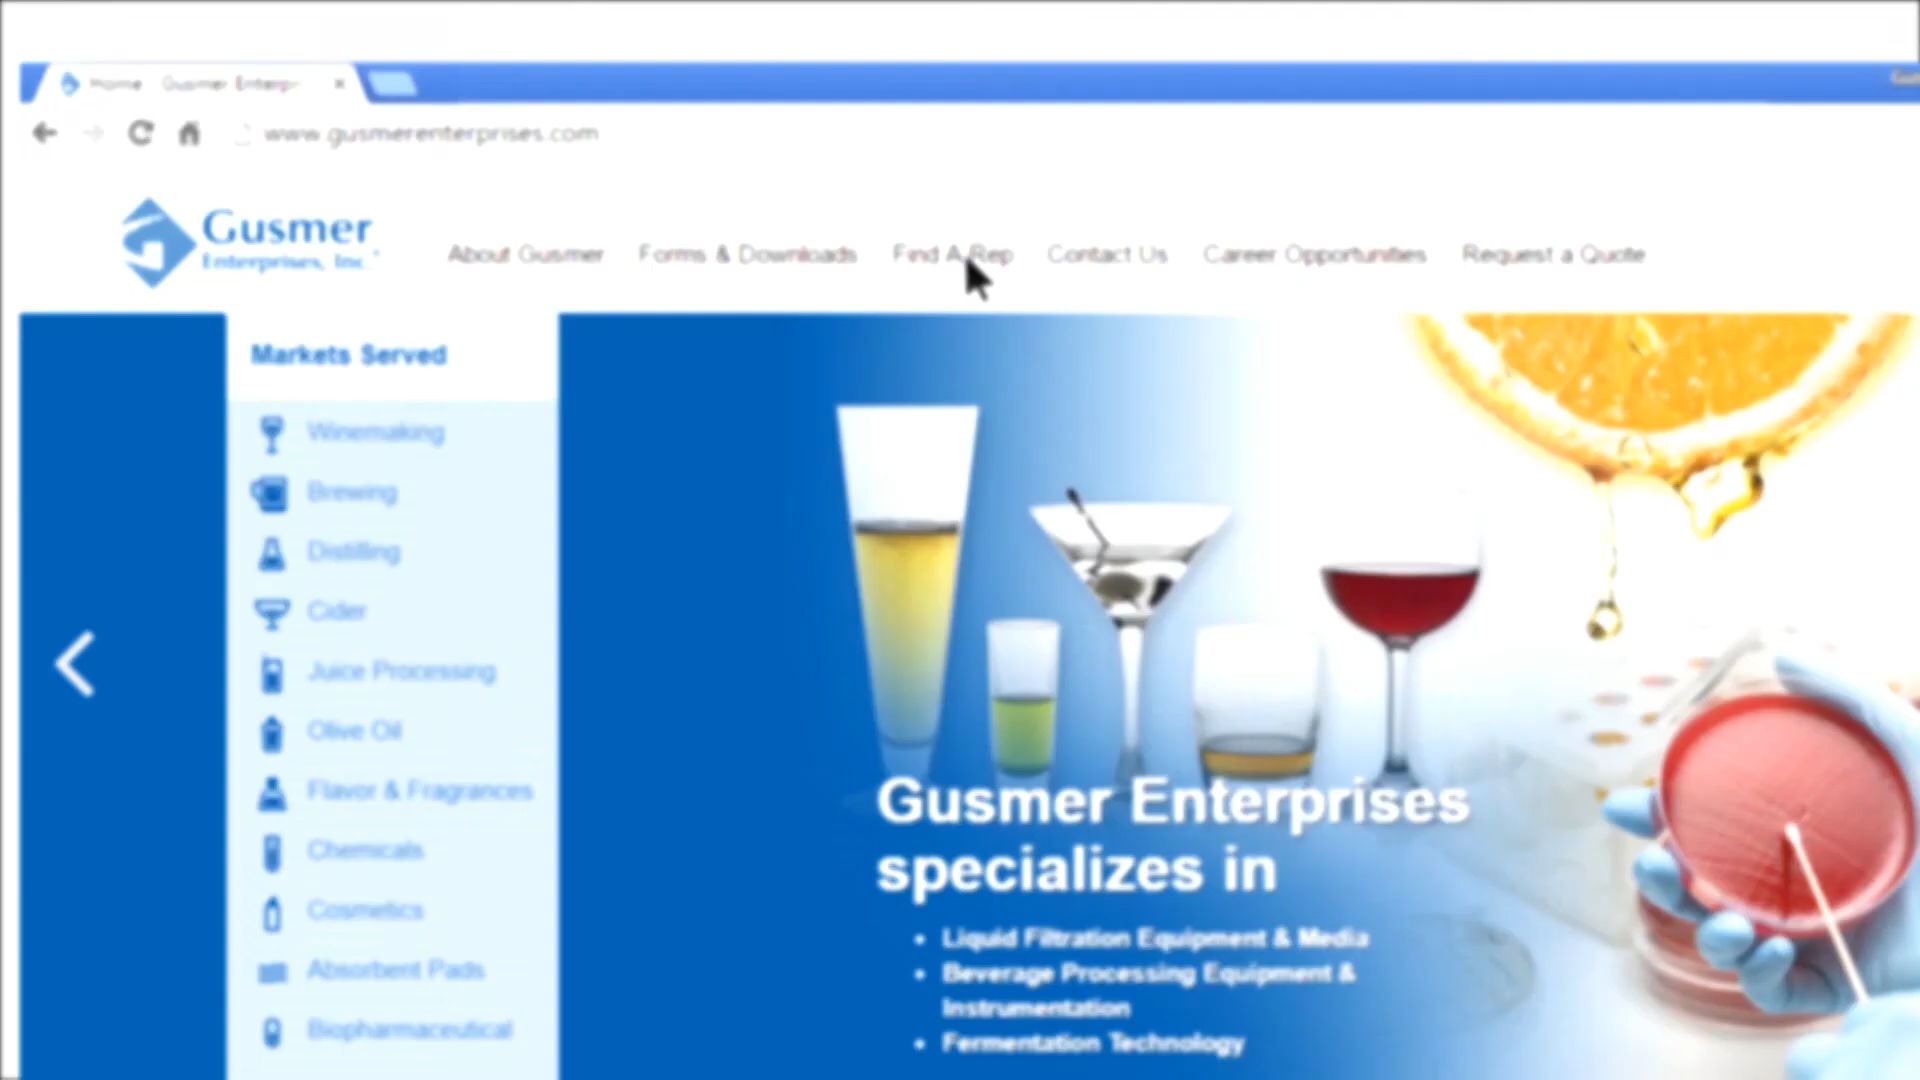 Home Gusmer Enterpr
www.gusmerenterprises.com
Gusmer
Enterprises, Inc.
About Gusmer Forms & Downloads Find A Rep Contact Us Career Opportunities Request a Quote
Markets Served
Winemaking
Brewing
Distilling
Cider
Juice Processing
Olive Oil
Flavor & Fragrances
Chemicals
Cosmetics
Absorbent Pads
Biopharmaceutical
Gusmer Enterprises
specializes in
• Liquid Filtration Equipment & Media
• Beverage Processing Equipment &
Instrumentation
• Fermentation Technology